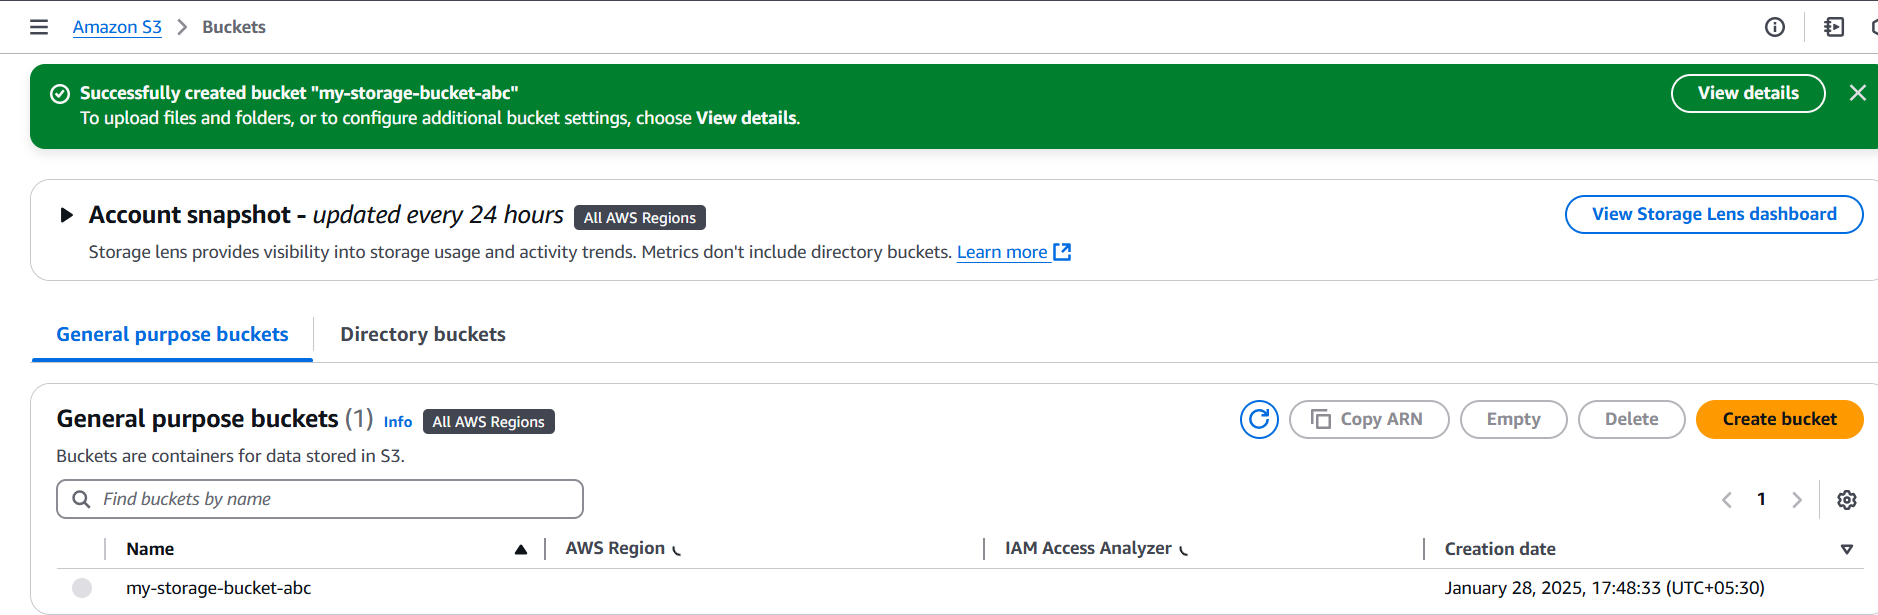 Amazon S3 > Buckets
Successfully created bucket "my-storage-bucket-abc"
To upload files and folders, or to configure additional bucket settings, choose View details.
View details
Account snapshot - updated every 24 hours All AWS Regions
View Storage Lens dashboard
Storage lens provides visibility into storage usage and activity trends. Metrics don't include directory buckets. Learn more
General purpose buckets Directory buckets
General purpose buckets (1) Info All AWS Regions
Copy ARN Empty Delete Create bucket
Buckets are containers for data stored in S3.
Find buckets by name
1
Name AWS Region IAM Access Analyzer Creation date
my-storage-bucket-abc January 28, 2025, 17:48:33 (UTC+05:30)